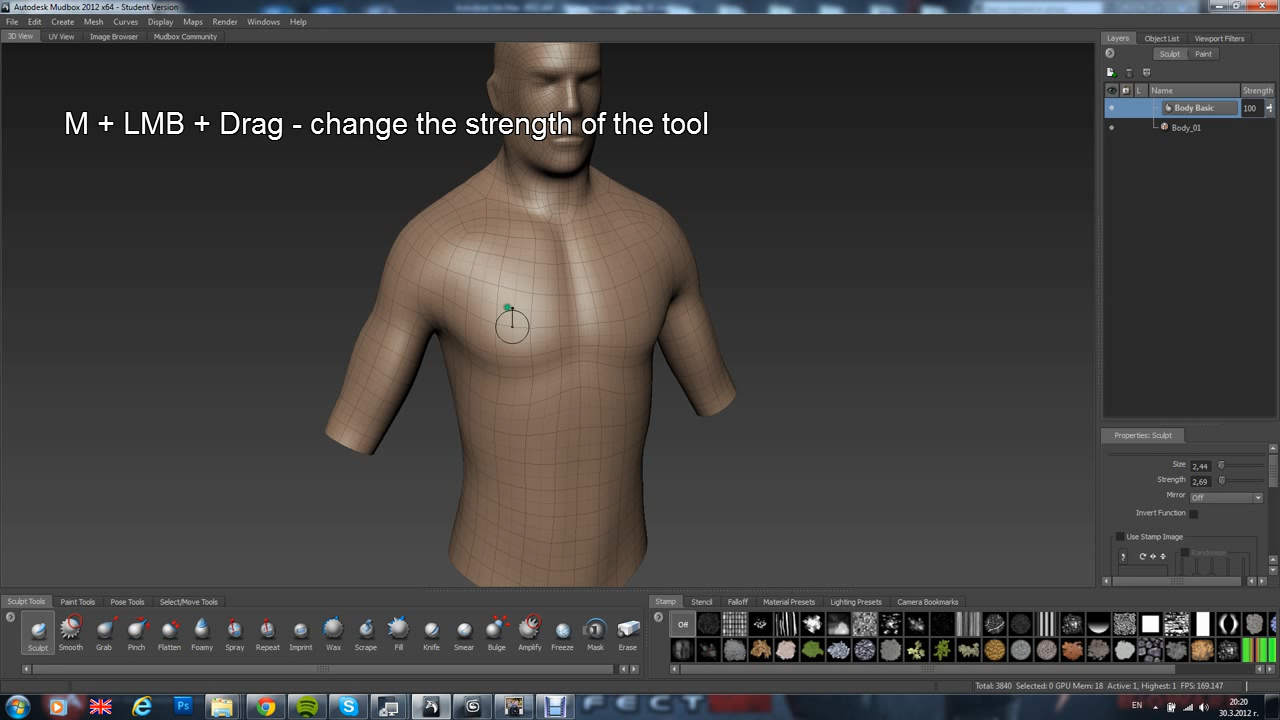 Autodesk Mudbox 2012 x64 - Student Version
File Edit Create Mesh Curves Display Maps Render Windows Help
3D View UV View Image Browser Mudbox Community
Layers Object List Viewport Filters
Sculpt Paint
L Name Strength
Body Basic 100
Body_01
M + LMB + Drag - change the strength of the tool
Properties: Sculpt
Size 2,44
Strength 2,69
Mirror Off
Invert Function
Use Stamp Image
Randomise
Sculpt Tools Paint Tools Pose Tools Select/Move Tools
Stamp Stencil Falloff Material Presets Lighting Presets Camera Bookmarks
Off
Sculpt Smooth Grab Pinch Flatten Foamy Spray Repeat Imprint Wax Scrape Fill Knife Smear Bulge Amplify Freeze Mask Erase
Total: 3840 Selected: 0 GPU Mem: 18 Active: 1, Highest: 1 FPS: 169.147
Ps
FECT
EN
20:20
30.3.2012 г.